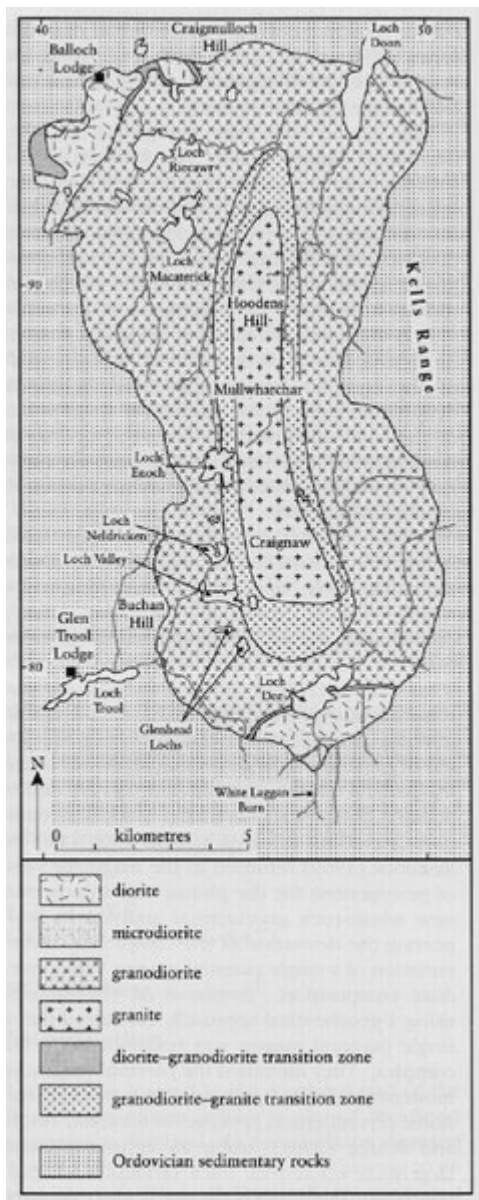 40
Craigmulloch
Hill
Loch
Doon
50
Balloch
Lodge
Loch
Riecawr
Loch
Macaterick
90
Hoodens
Hill
Kells Range
Mullwharchar
Loch
Enoch
Loch
Neldricken
Craignaw
Loch Valley
Buchan
Hill
Glen
Trool
Lodge
80
Loch
Trool
Loch
Dee
Glenhead
Lochs
N
White Laggan
Burn
0 kilometres 5
diorite
microdiorite
granodiorite
granite
diorite–granodiorite transition zone
granodiorite–granite transition zone
Ordovician sedimentary rocks